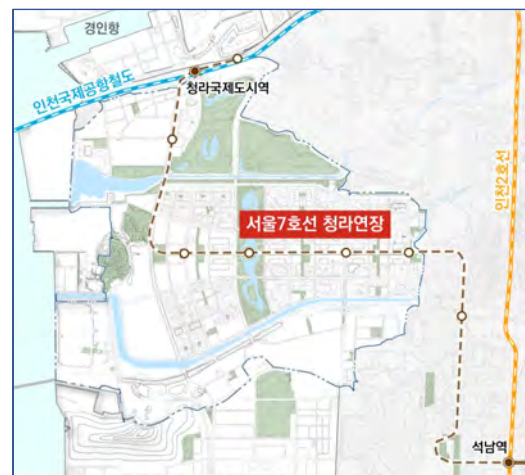 경인항
인천국제공항철도
청라국제도시역
서울7호선 청라연장
인천2호선
석남역